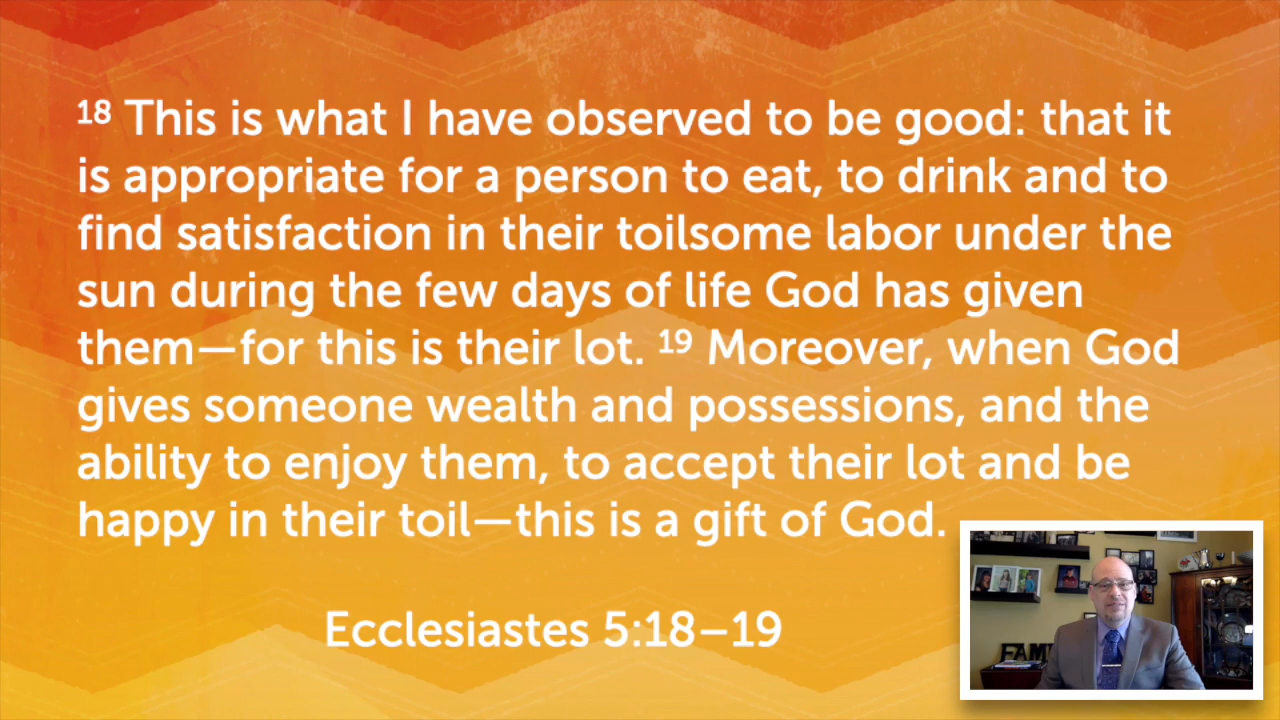 18 This is what I have observed to be good: that it
is appropriate for a person to eat, to drink and to
find satisfaction in their toilsome labor under the
sun during the few days of life God has given
them—for this is their lot. 19 Moreover, when God
gives someone wealth and possessions, and the
ability to enjoy them, to accept their lot and be
happy in their toil—this is a gift of God.
Ecclesiastes 5:18–19